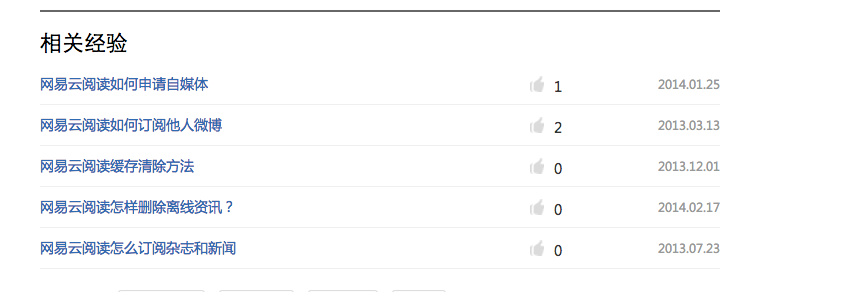 相关经验
网易云阅读如何申请自媒体 1 2014.01.25
网易云阅读如何订阅他人微博 2 2013.03.13
网易云阅读缓存清除方法 0 2013.12.01
网易云阅读怎样删除离线资讯？ 0 2014.02.17
网易云阅读怎么订阅杂志和新闻 0 2013.07.23